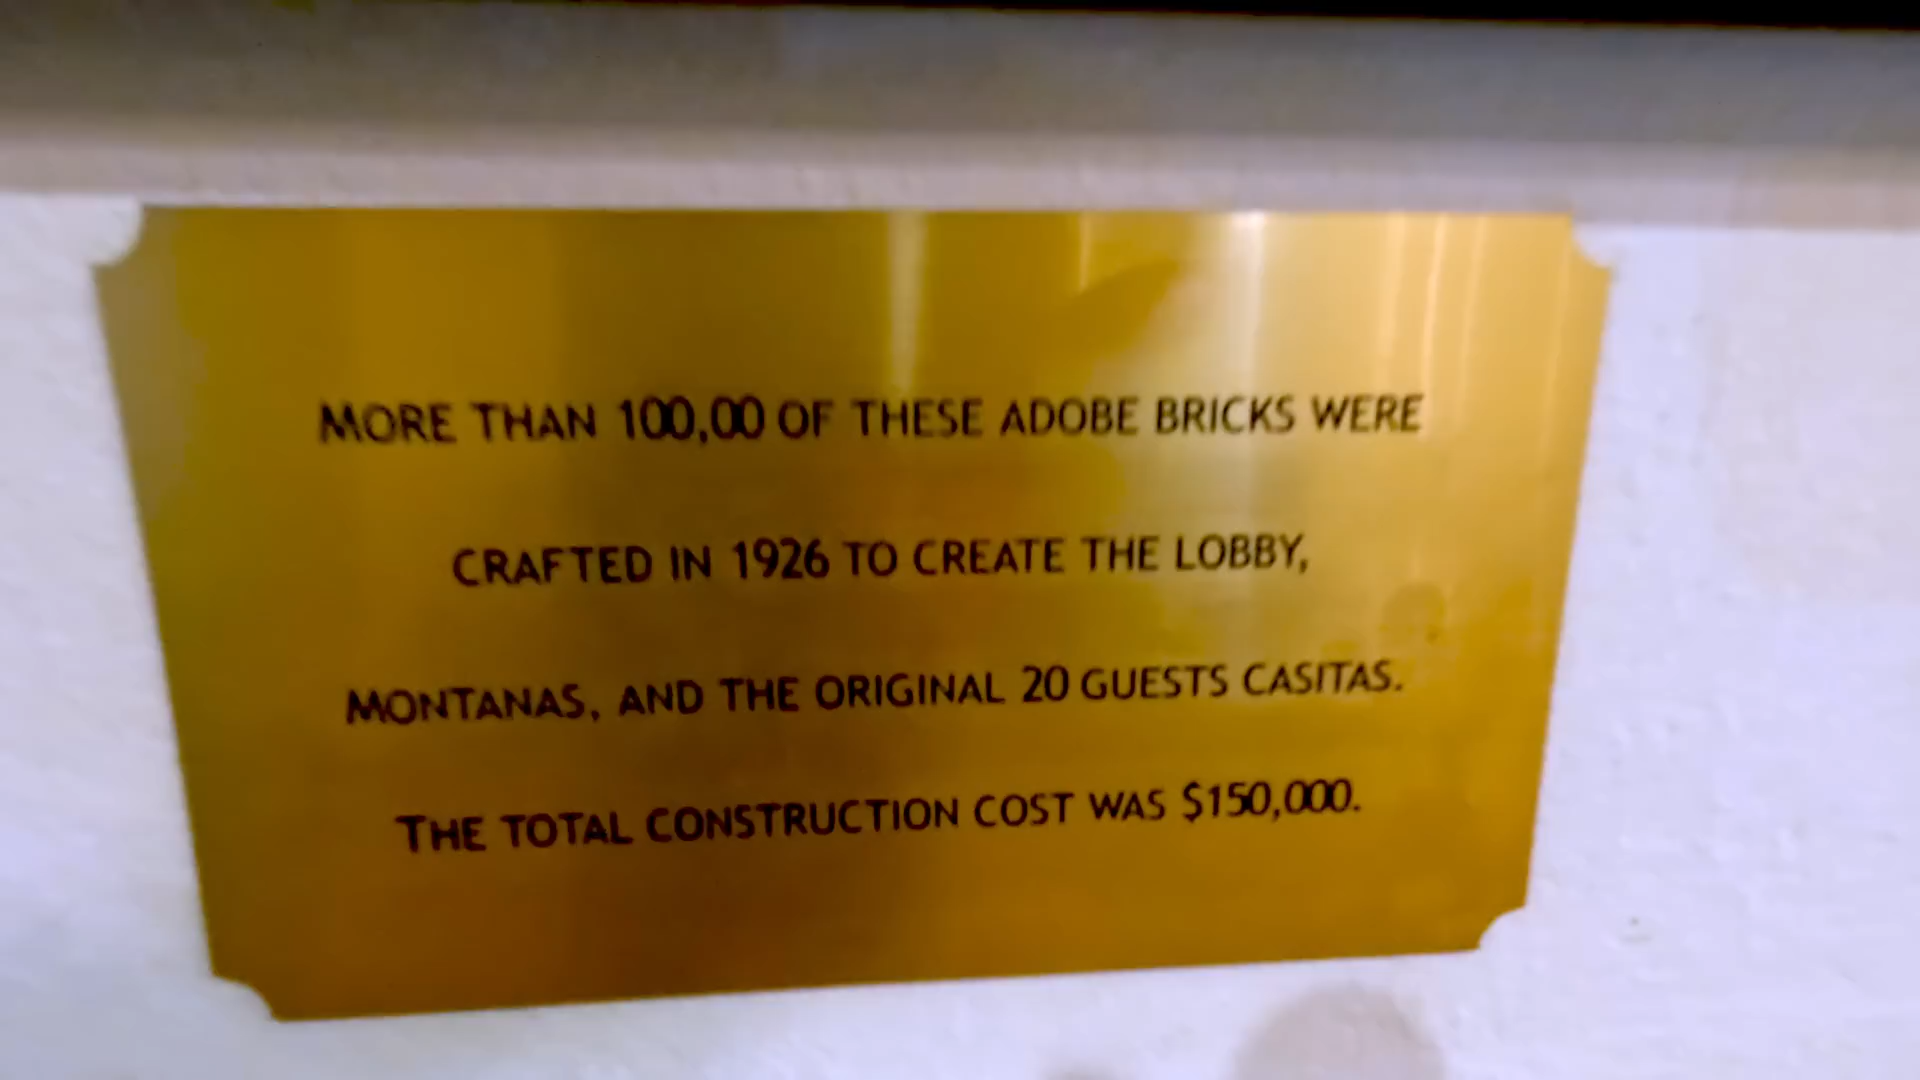 MORE THAN 100,00 OF THESE ADOBE BRICKS WERE
CRAFTED IN 1926 TO CREATE THE LOBBY,
MONTANAS, AND THE ORIGINAL 20 GUESTS CASITAS.
THE TOTAL CONSTRUCTION COST WAS $150,000.